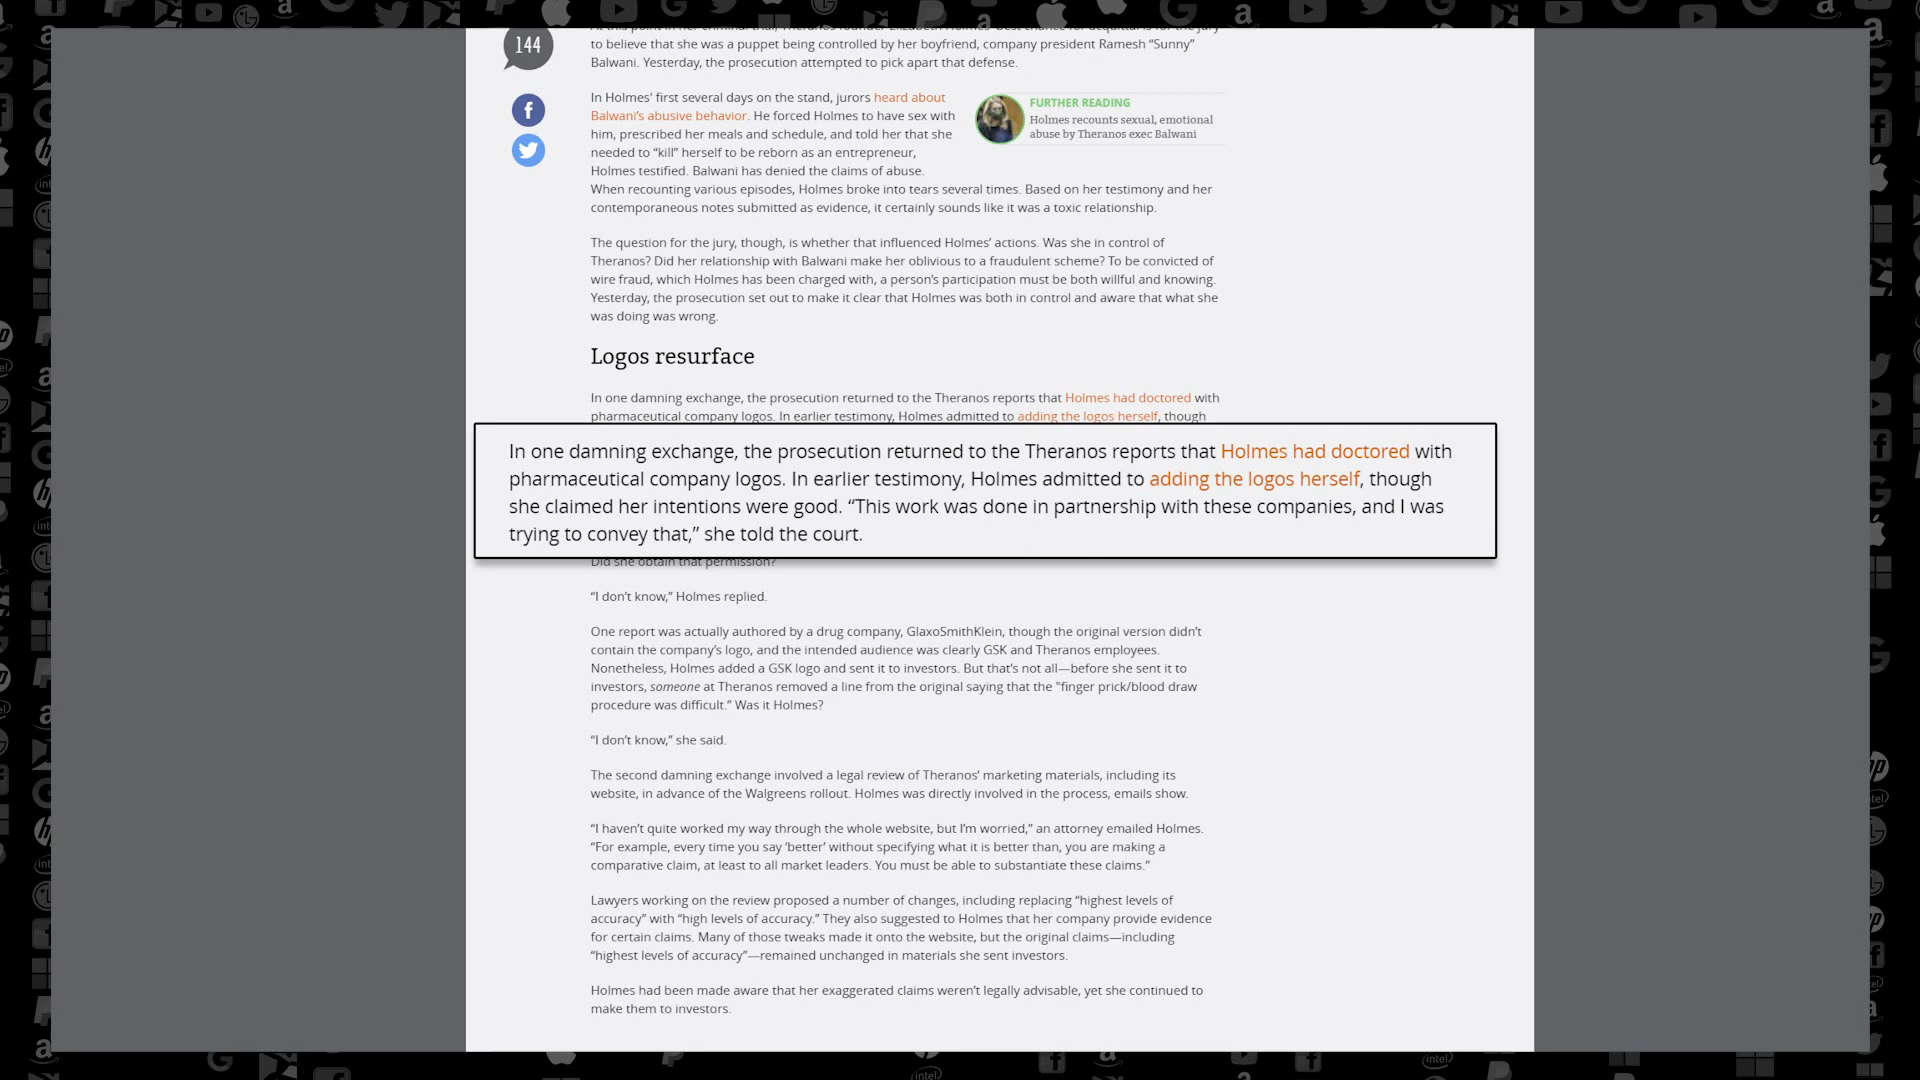 144
to believe that she was a puppet being controlled by her boyfriend, company president Ramesh “Sunny”
Balwani. Yesterday, the prosecution attempted to pick apart that defense.
In Holmes' first several days on the stand, jurors heard about
Balwani’s abusive behavior. He forced Holmes to have sex with
him, prescribed her meals and schedule, and told her that she
needed to “kill” herself to be reborn as an entrepreneur,
Holmes testified. Balwani has denied the claims of abuse.
When recounting various episodes, Holmes broke into tears several times. Based on her testimony and her
contemporaneous notes submitted as evidence, it certainly sounds like it was a toxic relationship.
FURTHER READING
Holmes recounts sexual, emotional
abuse by Theranos exec Balwani
The question for the jury, though, is whether that influenced Holmes’ actions. Was she in control of
Theranos? Did her relationship with Balwani make her oblivious to a fraudulent scheme? To be convicted of
wire fraud, which Holmes has been charged with, a person’s participation must be both willful and knowing.
Yesterday, the prosecution set out to make it clear that Holmes was both in control and aware that what she
was doing was wrong.
Logos resurface
In one damning exchange, the prosecution returned to the Theranos reports that Holmes had doctored with
pharmaceutical company logos. In earlier testimony, Holmes admitted to adding the logos herself, though
In one damning exchange, the prosecution returned to the Theranos reports that Holmes had doctored with
pharmaceutical company logos. In earlier testimony, Holmes admitted to adding the logos herself, though
she claimed her intentions were good. “This work was done in partnership with these companies, and I was
trying to convey that,” she told the court.
Did she obtain that permission?
“I don’t know,” Holmes replied.
One report was actually authored by a drug company, GlaxoSmithKlein, though the original version didn’t
contain the company’s logo, and the intended audience was clearly GSK and Theranos employees.
Nonetheless, Holmes added a GSK logo and sent it to investors. But that’s not all—before she sent it to
investors, someone at Theranos removed a line from the original saying that the "finger prick/blood draw
procedure was difficult.” Was it Holmes?
“I don’t know,” she said.
The second damning exchange involved a legal review of Theranos’ marketing materials, including its
website, in advance of the Walgreens rollout. Holmes was directly involved in the process, emails show.
“I haven’t quite worked my way through the whole website, but I’m worried,” an attorney emailed Holmes.
“For example, every time you say ‘better’ without specifying what it is better than, you are making a
comparative claim, at least to all market leaders. You must be able to substantiate these claims.”
Lawyers working on the review proposed a number of changes, including replacing “highest levels of
accuracy” with “high levels of accuracy.” They also suggested to Holmes that her company provide evidence
for certain claims. Many of those tweaks made it onto the website, but the original claims—including
“highest levels of accuracy”—remained unchanged in materials she sent investors.
Holmes had been made aware that her exaggerated claims weren’t legally advisable, yet she continued to
make them to investors.